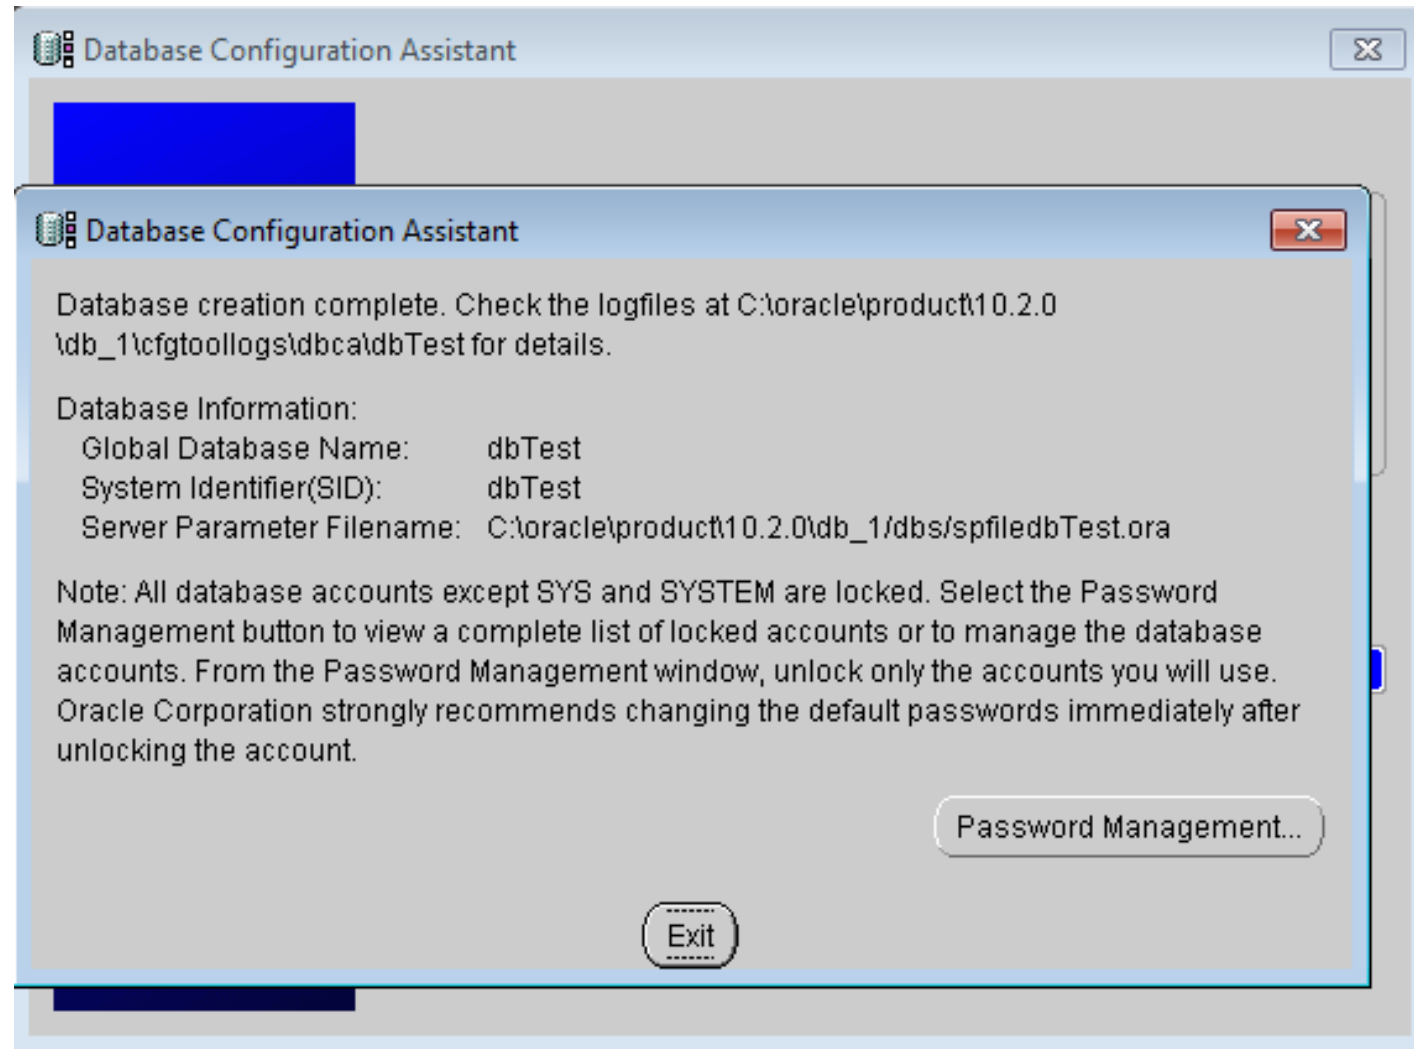 Database Configuration Assistant
Database Configuration Assistant
Database creation complete. Check the logfiles at C:\oracle\product\10.2.0
\db_1\cfgtoollogs\dbca\dbTest for details.
Database Information:
Global Database Name: dbTest
System Identifier(SID): dbTest
Server Parameter Filename: C:\oracle\product\10.2.0\db_1/dbs/spfiledbTest.ora
Note: All database accounts except SYS and SYSTEM are locked. Select the Password
Management button to view a complete list of locked accounts or to manage the database
accounts. From the Password Management window, unlock only the accounts you will use.
Oracle Corporation strongly recommends changing the default passwords immediately after
unlocking the account.
Password Management...
Exit